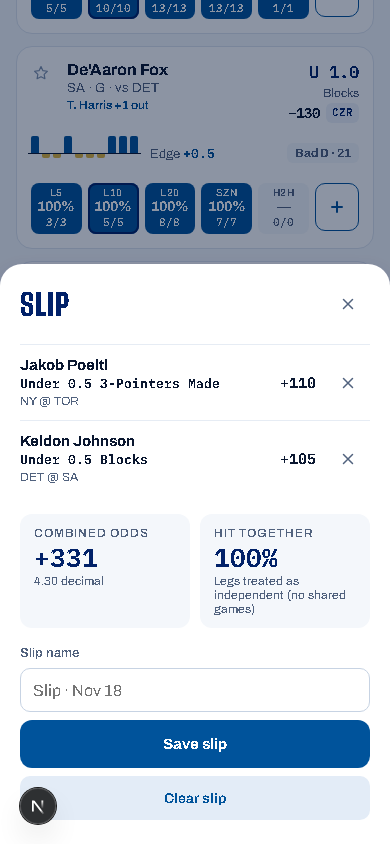 5/5 10/10 13/13 13/13 1/1
De'Aaron Fox
U 1.0
SA · G · vs DET
Blocks
T. Harris +1 out
−130 CZR
Edge +0.5
Bad D · 21
L5 L10 L20 SZN H2H
100% 100% 100% 100% —
3/3 5/5 8/8 7/7 0/0
+
SLIP
×
Jakob Poeltl
Under 0.5 3-Pointers Made
+110 ×
NY @ TOR
Keldon Johnson
Under 0.5 Blocks
+105 ×
DET @ SA
COMBINED ODDS
+331
4.30 decimal
HIT TOGETHER
100%
Legs treated as
independent (no shared
games)
Slip name
Slip · Nov 18
Save slip
Clear slip
N